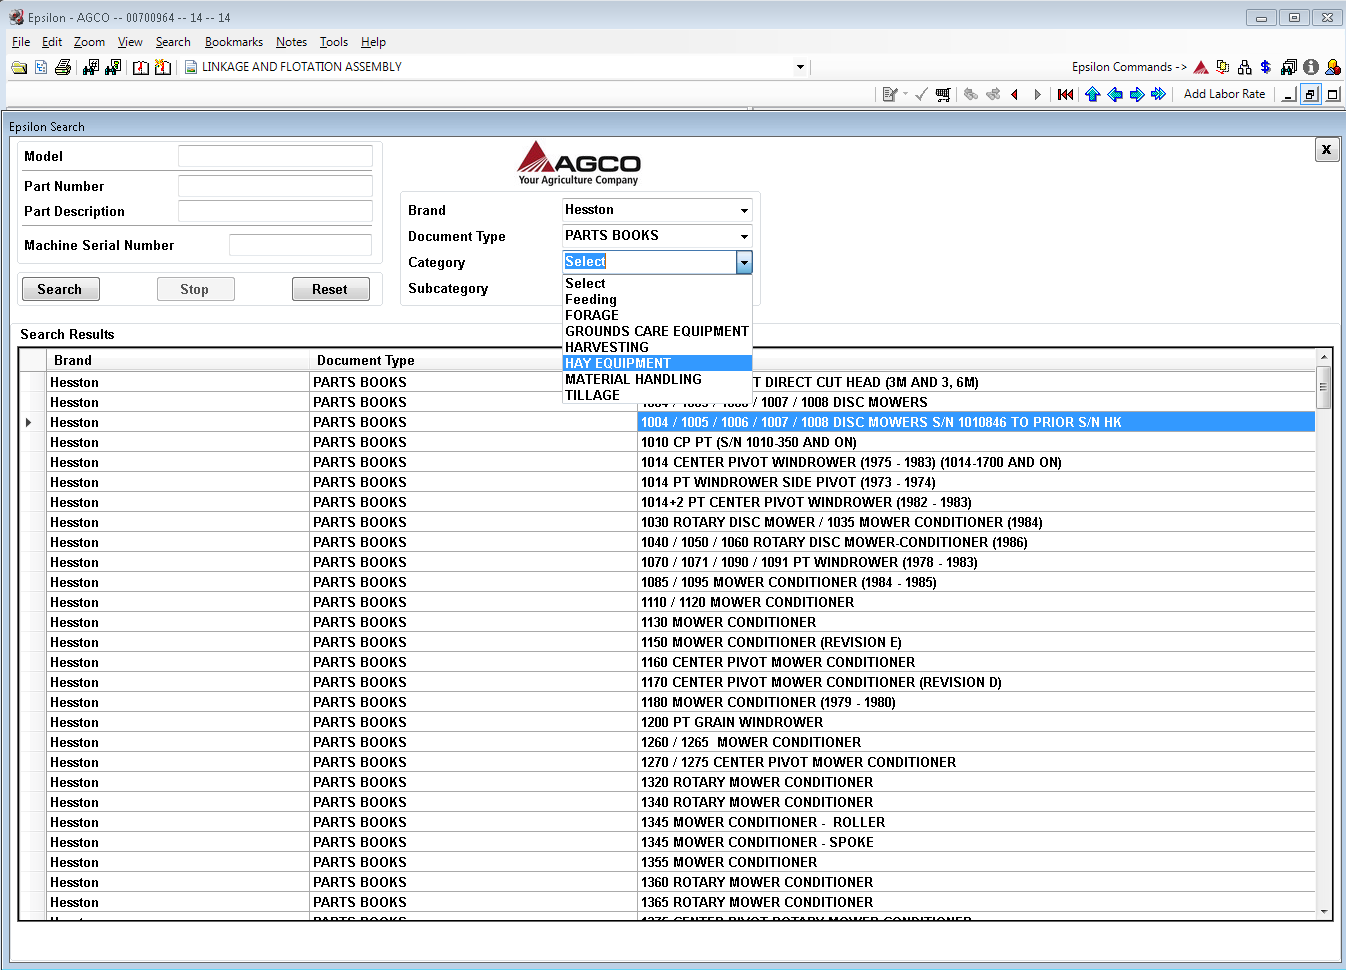 Epsilon - AGCO -- 00700964 -- 14 -- 14
File Edit Zoom View Search Bookmarks Notes Tools Help
LINKAGE AND FLOTATION ASSEMBLY
Epsilon Commands ->
Add Labor Rate
Epsilon Search
Model
Part Number
Part Description
Machine Serial Number
Search Stop Reset
X
AGCO
Your Agriculture Company
Brand Hesston
Document Type PARTS BOOKS
Category Select
Subcategory
Select
Feeding
FORAGE
GROUNDS CARE EQUIPMENT
HARVESTING
HAY EQUIPMENT
MATERIAL HANDLING
TILLAGE
Search Results
Brand Document Type
Hesston PARTS BOOKS T DIRECT CUT HEAD (3M AND 3, 6M)
Hesston PARTS BOOKS 1004 / 1005 / 1006 / 1007 / 1008 DISC MOWERS
Hesston PARTS BOOKS 1004 / 1005 / 1006 / 1007 / 1008 DISC MOWERS S/N 1010846 TO PRIOR S/N HK
Hesston PARTS BOOKS 1010 CP PT (S/N 1010-350 AND ON)
Hesston PARTS BOOKS 1014 CENTER PIVOT WINDROWER (1975 - 1983) (1014-1700 AND ON)
Hesston PARTS BOOKS 1014 PT WINDROWER SIDE PIVOT (1973 - 1974)
Hesston PARTS BOOKS 1014+2 PT CENTER PIVOT WINDROWER (1982 - 1983)
Hesston PARTS BOOKS 1030 ROTARY DISC MOWER / 1035 MOWER CONDITIONER (1984)
Hesston PARTS BOOKS 1040 / 1050 / 1060 ROTARY DISC MOWER-CONDITIONER (1986)
Hesston PARTS BOOKS 1070 / 1071 / 1090 / 1091 PT WINDROWER (1978 - 1983)
Hesston PARTS BOOKS 1085 / 1095 MOWER CONDITIONER (1984 - 1985)
Hesston PARTS BOOKS 1110 / 1120 MOWER CONDITIONER
Hesston PARTS BOOKS 1130 MOWER CONDITIONER
Hesston PARTS BOOKS 1150 MOWER CONDITIONER (REVISION E)
Hesston PARTS BOOKS 1160 CENTER PIVOT MOWER CONDITIONER
Hesston PARTS BOOKS 1170 CENTER PIVOT MOWER CONDITIONER (REVISION D)
Hesston PARTS BOOKS 1180 MOWER CONDITIONER (1979 - 1980)
Hesston PARTS BOOKS 1200 PT GRAIN WINDROWER
Hesston PARTS BOOKS 1260 / 1265 MOWER CONDITIONER
Hesston PARTS BOOKS 1270 / 1275 CENTER PIVOT MOWER CONDITIONER
Hesston PARTS BOOKS 1320 ROTARY MOWER CONDITIONER
Hesston PARTS BOOKS 1340 ROTARY MOWER CONDITIONER
Hesston PARTS BOOKS 1345 MOWER CONDITIONER - ROLLER
Hesston PARTS BOOKS 1345 MOWER CONDITIONER - SPOKE
Hesston PARTS BOOKS 1355 MOWER CONDITIONER
Hesston PARTS BOOKS 1360 ROTARY MOWER CONDITIONER
Hesston PARTS BOOKS 1365 ROTARY MOWER CONDITIONER
Hesston PARTS BOOKS 1375 CENTER PIVOT ROTARY MOWER CONDITIONER